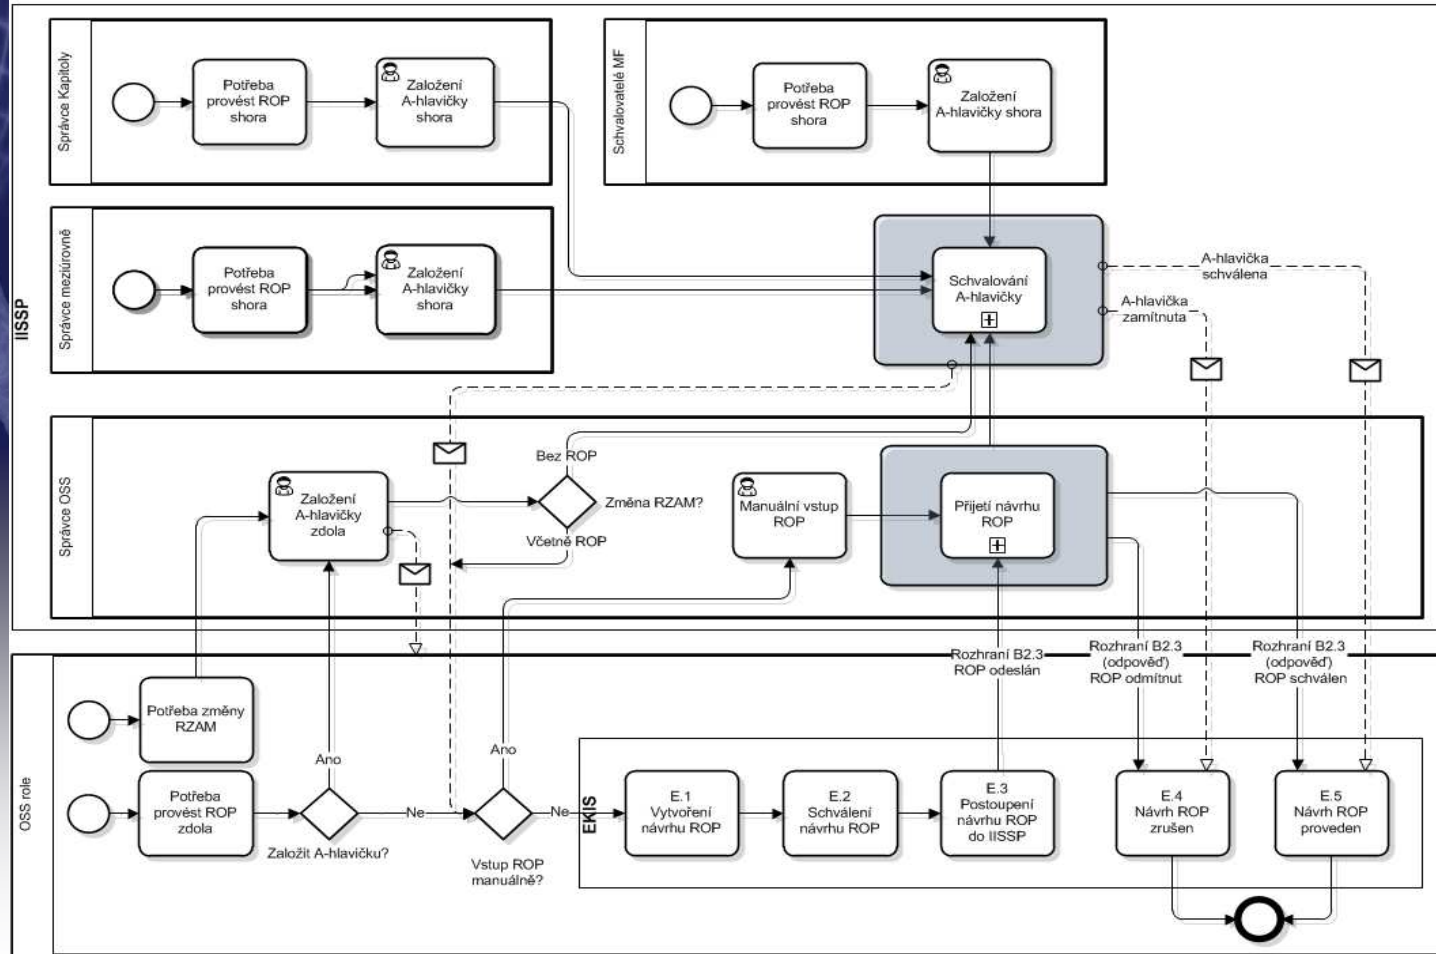 IISSP
Správce Kapitoly
Potřeba
provést ROP
shora
Založení
A-hlavičky
shora
Schvalovatelé MF
Potřeba
provést ROP
shora
Založení
A-hlavičky shora
Správce meziúrovně
Potřeba
provést ROP
shora
Založení
A-hlavičky
shora
Schvalování
A-hlavičky
A-hlavička
schválena
A-hlavička
zamítnuta
Správce OSS
Založení
A-hlavičky
zdola
Bez ROP
Změna RZAM?
Včetně ROP
Manuální vstup
ROP
Přijetí návrhu
ROP
Rozhraní B2.3
ROP odeslán
Rozhraní B2.3
(odpověď)
ROP odmítnut
Rozhraní B2.3
(odpověď)
ROP schválen
OSS role
Potřeba změny
RZAM
Potřeba
provést ROP
zdola
Ano
Ne
Založit A-hlavičku?
Ano
Ne
Vstup ROP
manuálně?
EKIS
E.1
Vytvoření
návrhu ROP
E.2
Schválení
návrhu ROP
E.3
Postoupení
návrhu ROP
do IISSP
E.4
Návrh ROP
zrušen
E.5
Návrh ROP
proveden